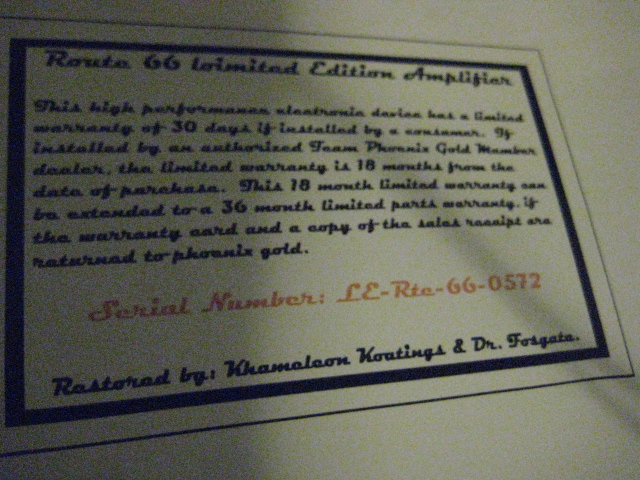 Route 66 loimited Edition Amplifier
This high performance electronic device has a limited
warranty of 30 days if installed by a consumer. If
installed by an authorized Team Phoenix Gold Member
dealer, the limited warranty is 18 months from the
date of purchase. This 18 month limited warranty can
be extended to a 36 month limited parts warranty, if
the warranty card and a copy of the sales receipt are
returned to phoenix gold.
Serial Number: LE-Rte-66-0572
Restored by: Khameleon Koatings & Dr. Fosgate.